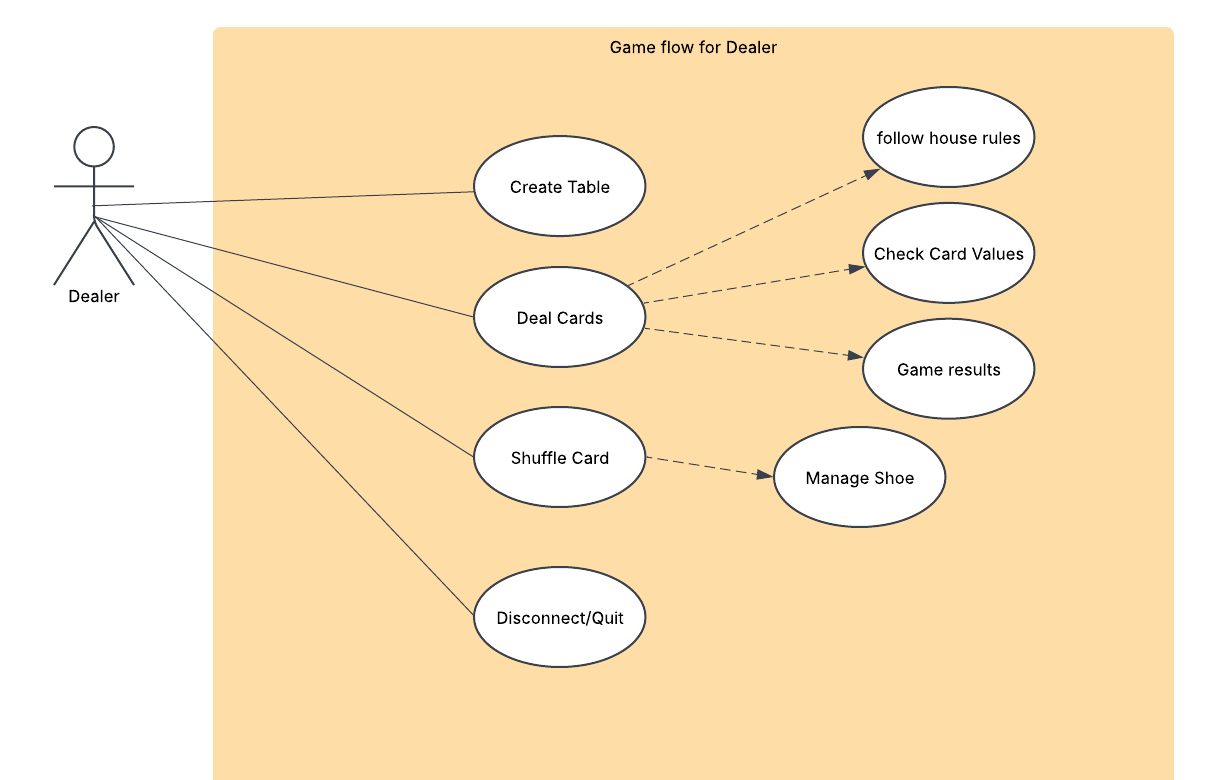 Game flow for Dealer
follow house rules
Create Table
Check Card Values
Dealer
Deal Cards
Game results
Shuffle Card
Manage Shoe
Disconnect/Quit